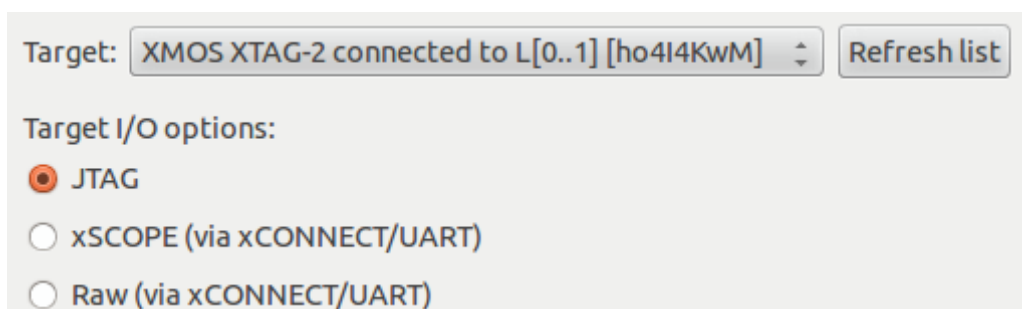 Target: XMOS XTAG-2 connected to L[0..1] [ho4I4KwM] Refresh list
Target I/O options:
JTAG
xSCOPE (via xCONNECT/UART)
Raw (via xCONNECT/UART)